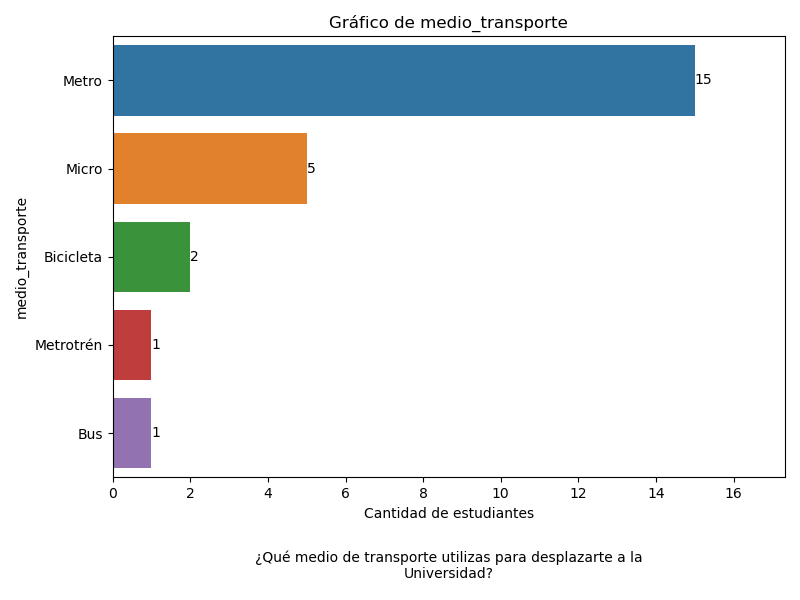 Gráfico de medio_transporte
medio_transporte
Metro
15
Micro
5
Bicicleta
2
Metrotrén
1
Bus
1
0 2 4 6 8 10 12 14 16
Cantidad de estudiantes
¿Qué medio de transporte utilizas para desplazarte a la
Universidad?